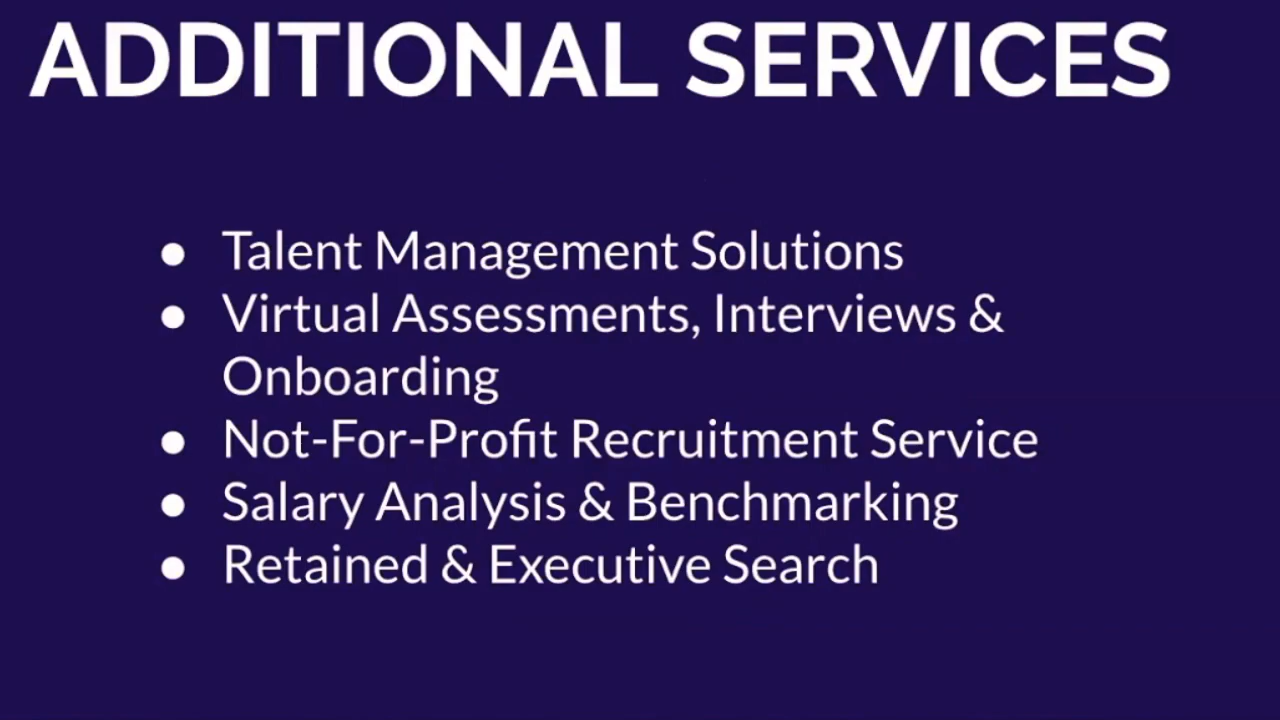 ADDITIONAL SERVICES
● Talent Management Solutions
● Virtual Assessments, Interviews &
Onboarding
● Not-For-Profit Recruitment Service
● Salary Analysis & Benchmarking
● Retained & Executive Search